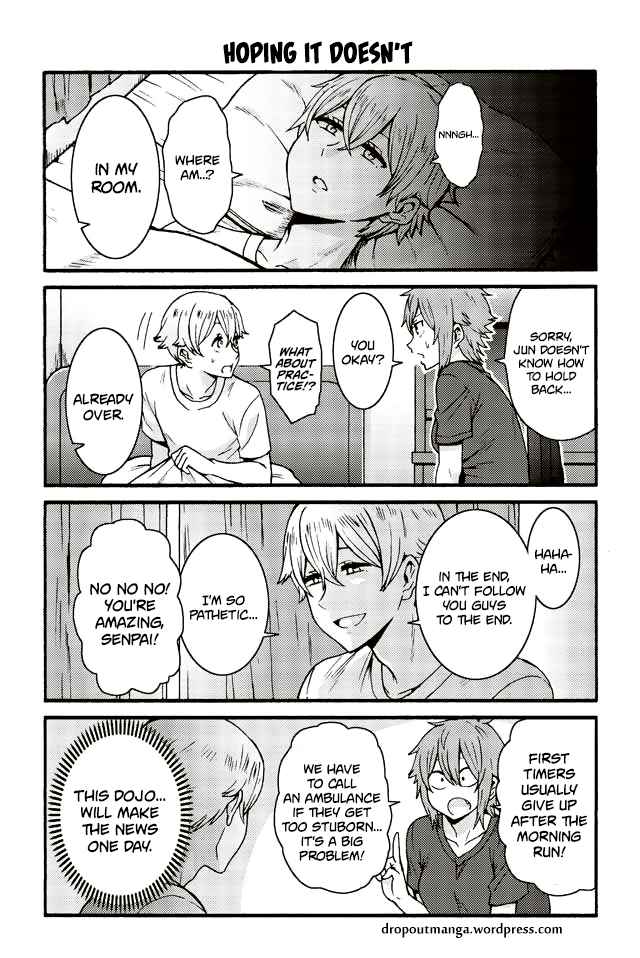 HOPING IT DOESN'T
NNNGH...
WHERE
AM...?
IN MY
ROOM.
SORRY,
JUN DOESN'T
KNOW HOW
TO HOLD
BACK...
YOU
OKAY?
WHAT
ABOUT
PRAC-
TICE!?
ALREADY
OVER.
HAHA-
HA...
IN THE END,
I CAN'T FOLLOW
YOU GUYS
TO THE END.
I'M SO
PATHETIC...
NO NO NO!
YOU'RE
AMAZING,
SENPAI!
FIRST
TIMERS
USUALLY
GIVE UP
AFTER THE
MORNING
RUN!
WE HAVE
TO CALL
AN AMBULANCE
IF THEY GET
TOO STUBORN...
IT'S A BIG
PROBLEM!
THIS DOJO...
WILL MAKE
THE NEWS
ONE DAY.
dropoutmanga.wordpress.com